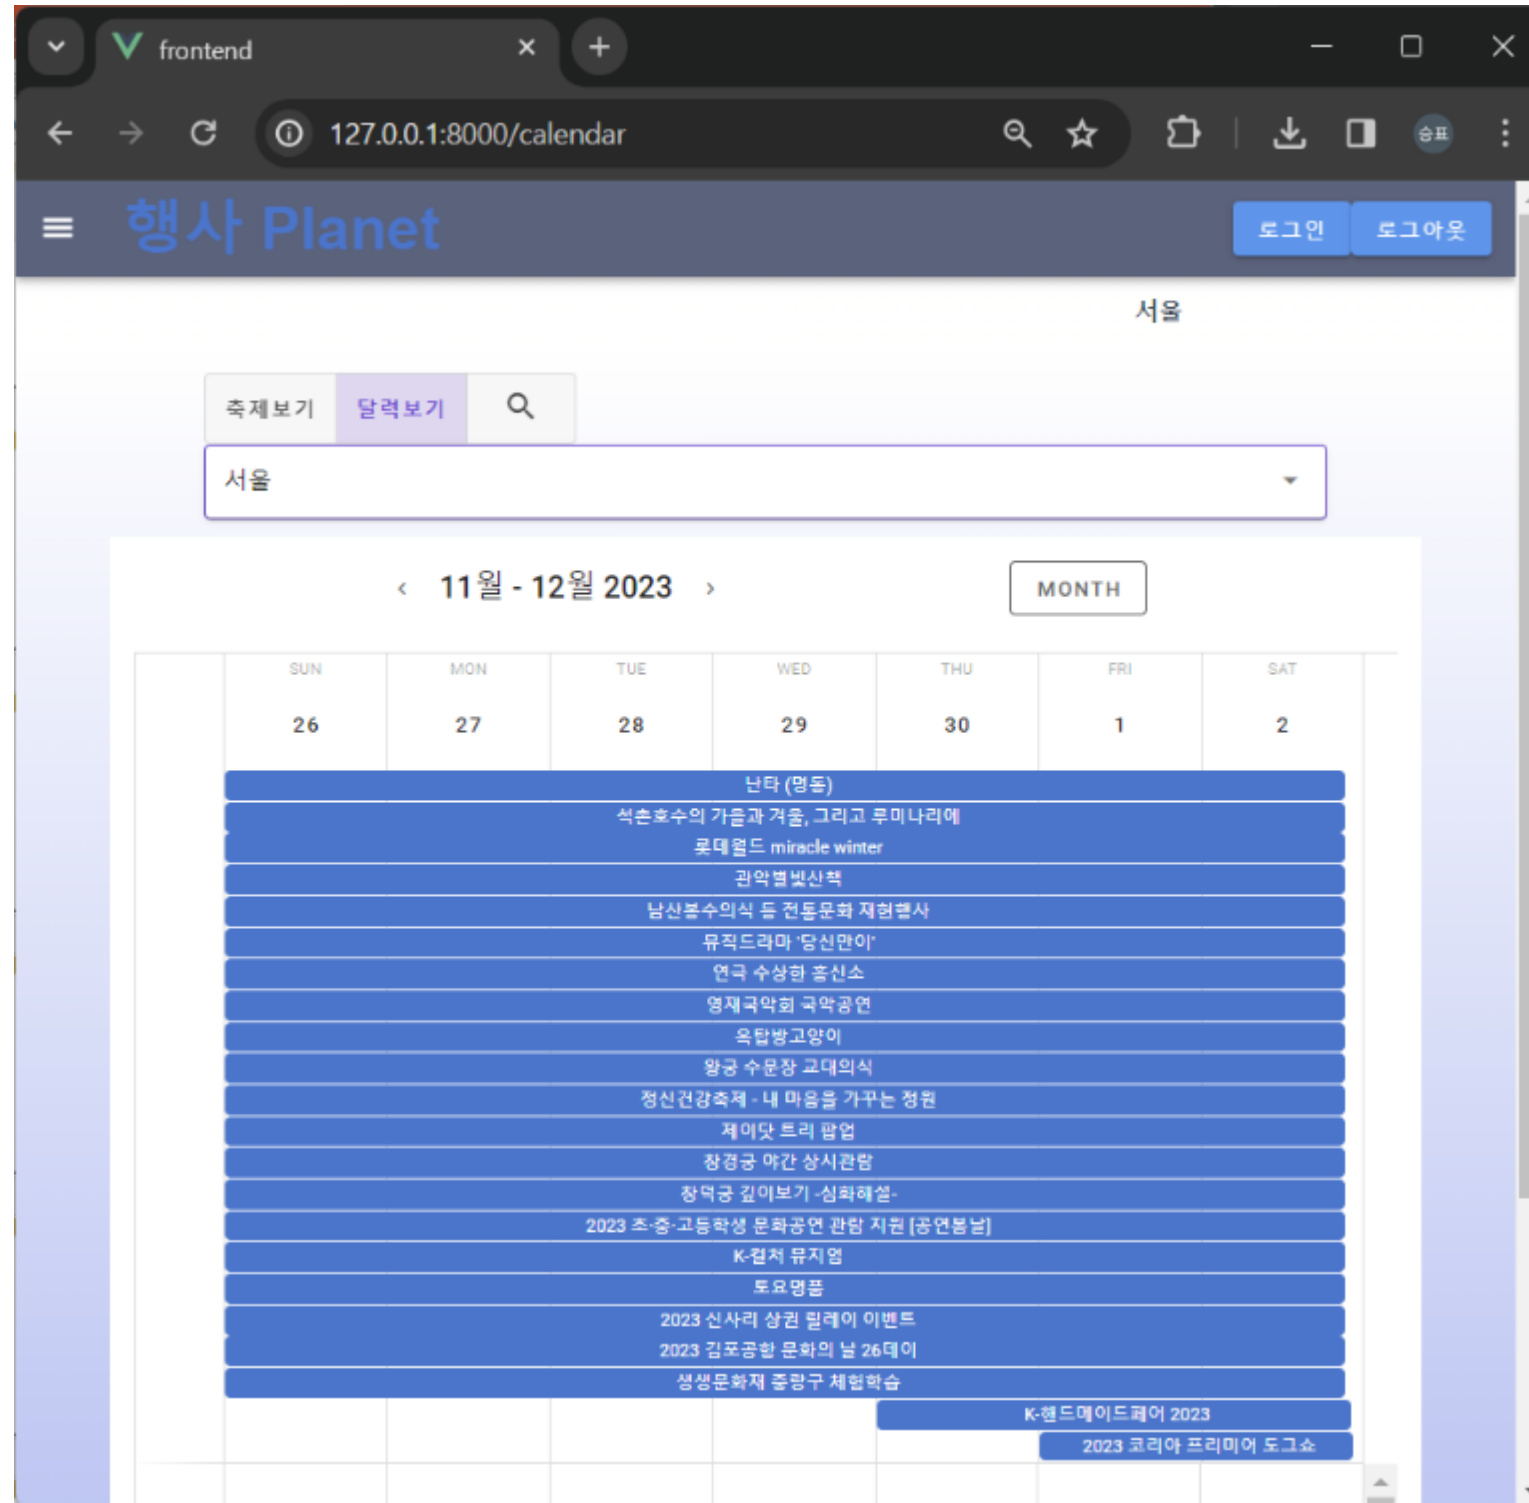 frontend
127.0.0.1:8000/calendar
승표
행사 Planet
로그인 로그아웃
서울
축제보기 달력보기
서울
11월 - 12월 2023
MONTH
SUN MON TUE WED THU FRI SAT
26 27 28 29 30 1 2
난타 (명동)
석촌호수의 가을과 겨울, 그리고 루미나리에
롯데월드 miracle winter
관악별빛산책
남산봉수의식 등 전통문화 재현행사
뮤직드라마 '당신만이'
연극 수상한 흥신소
영재국악회 국악공연
옥탑방고양이
왕궁 수문장 교대의식
정신건강축제 - 내 마음을 가꾸는 정원
제이닷 트리 팝업
창경궁 야간 상시관람
창덕궁 깊이보기 -심화해설-
2023 초·중·고등학생 문화공연 관람 지원 [공연봄날]
K-컬처 뮤지엄
토요명품
2023 신사리 상권 릴레이 이벤트
2023 김포공항 문화의 날 26데이
생생문화재 중랑구 체험학습
K-핸드메이드페어 2023
2023 코리아 프리미어 도그쇼